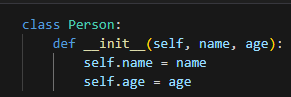 class Person:
    def __init__(self, name, age):
        self.name = name
        self.age = age